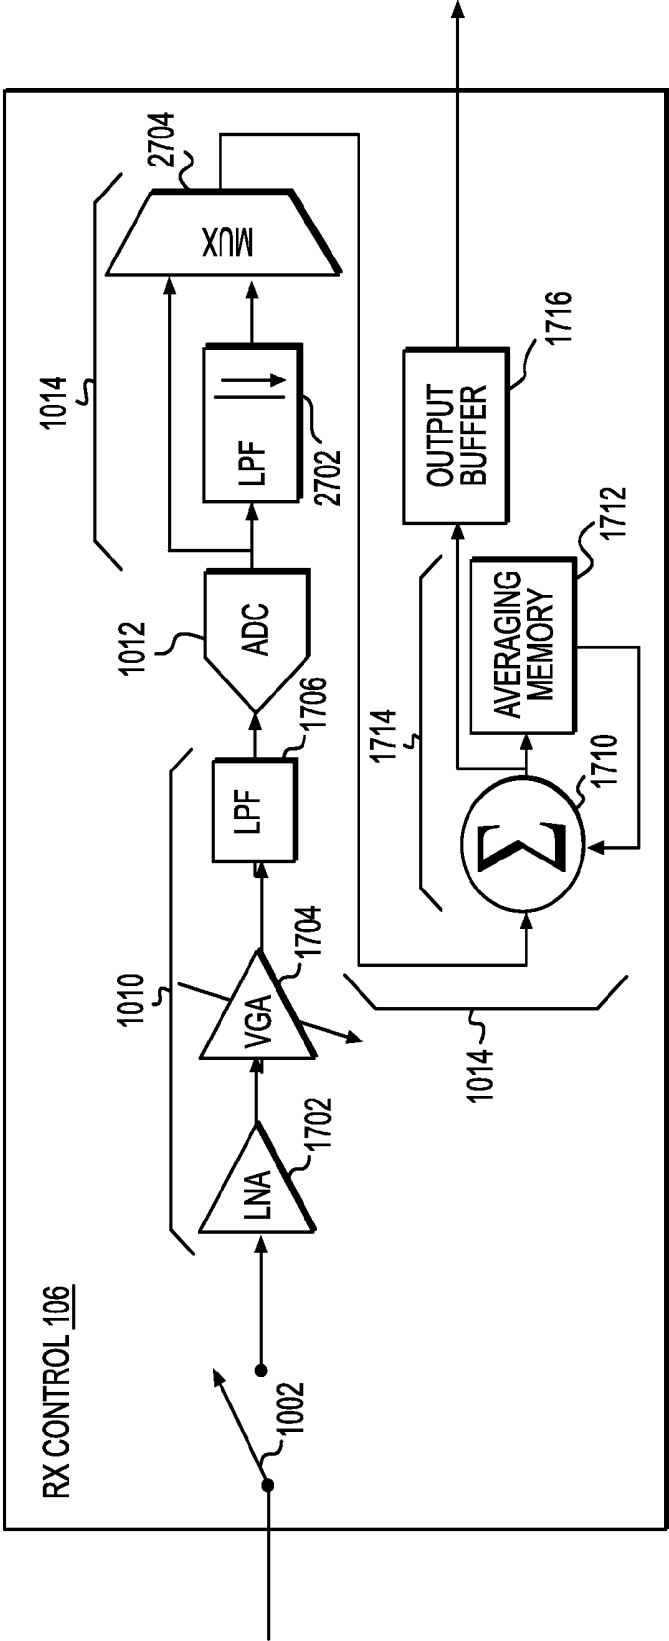 RX CONTROL 106
1002
LNA
1702
VGA
1704
1010
LPF
1706
ADC
1012
LPF
2702
1014
MUX
2704
1014
Σ
1710
1714
AVERAGING
MEMORY
1712
OUTPUT
BUFFER
1716